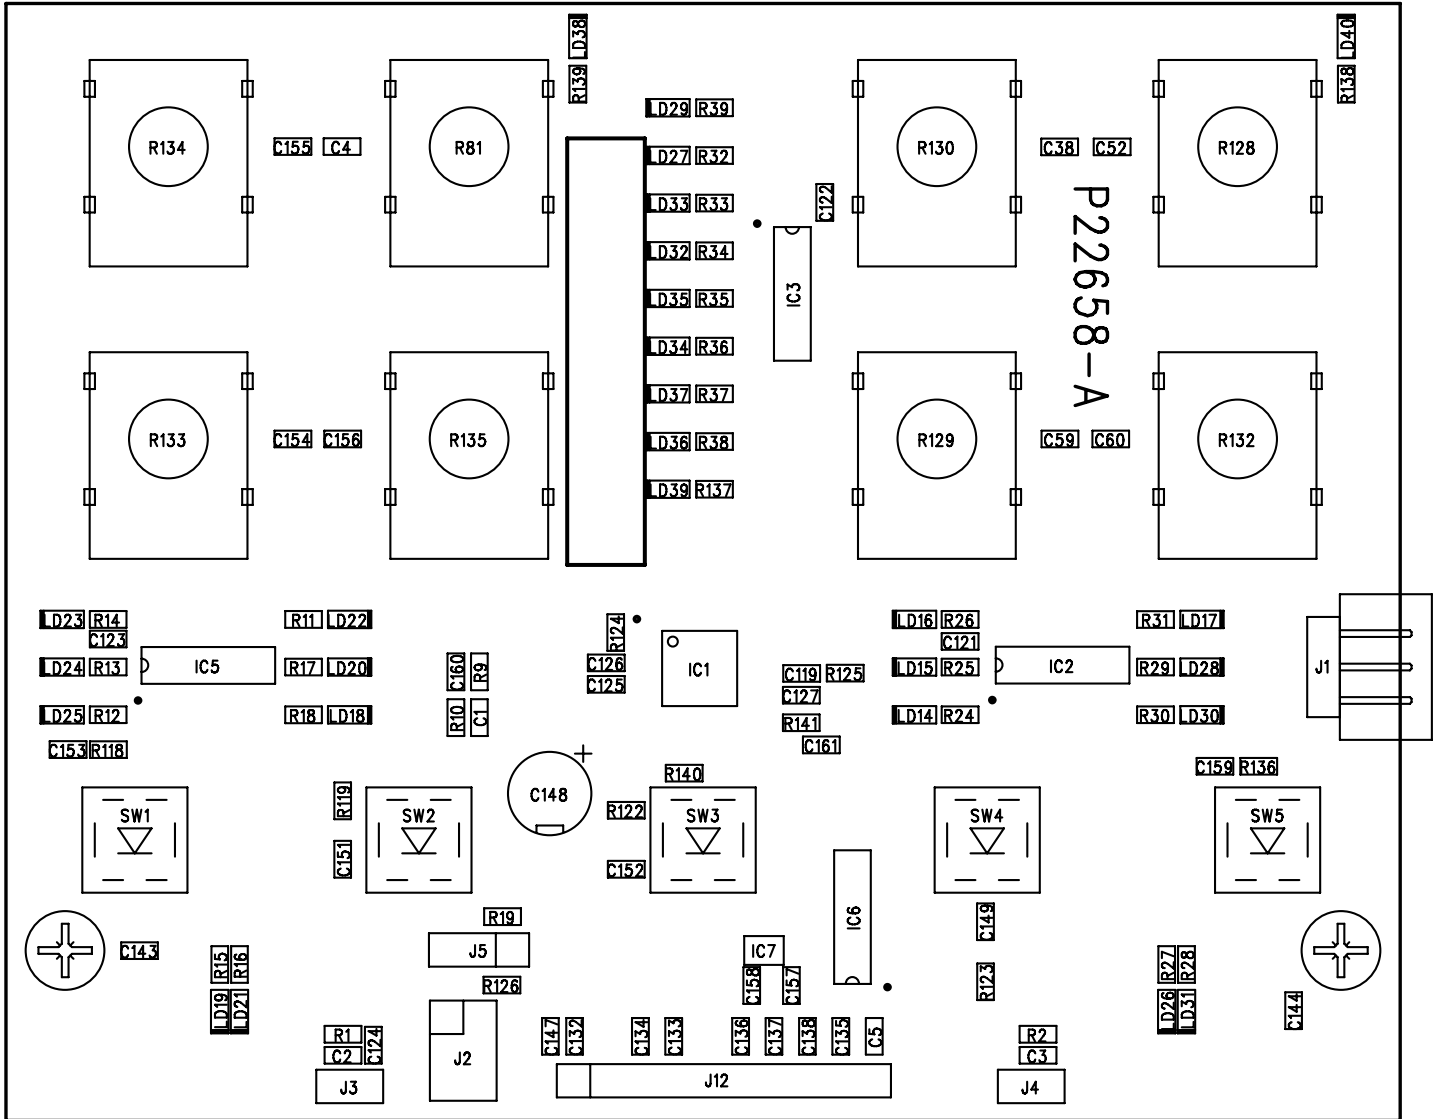 LD38
LD40
R139
R138
LD29 R39
R134
C155 C4
R81
R130
C38 C52
R128
LD27 R32
LD33 R33
C122
P22658-A
LD32 R34
IC3
LD35 R35
LD34 R36
LD37 R37
R133
C154 C156
R135
LD36 R38
R129
C59 C60
R132
LD39 R137
LD23 R14
R11 LD22
R124
LD16 R26
R31 LD17
C123
C121
LD24 R13
IC5
R17 LD20
C160 R9
C126
C125
IC1
C119 R125
LD15 R25
IC2
R29 LD28
J1
C127
LD25 R12
R18 LD18
R10 C1
R141
LD14 R24
R30 LD30
C153 R118
C161
R140
C159 R136
C148
SW1
R119
SW2
R122
SW3
SW4
SW5
C151
C152
R19
IC6
C149
C143
J5
IC7
R15 R16
R27 R28
R126
C158 C157
R123
LD19 LD21
LD26 LD31
C144
R1
C124
C147 C132
C134 C133
C136 C137 C138 C135 C5
R2
C2
J2
C3
J3
J12
J4